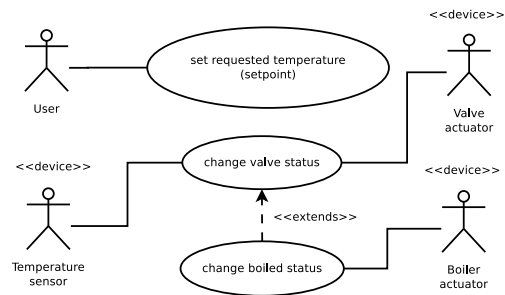 <<device>>
set requested temperature
(setpoint)
User
Valve
actuator
<<device>>
change valve status
<<device>>
<<extends>>
Temperature
sensor
change boiled status
Boiler
actuator